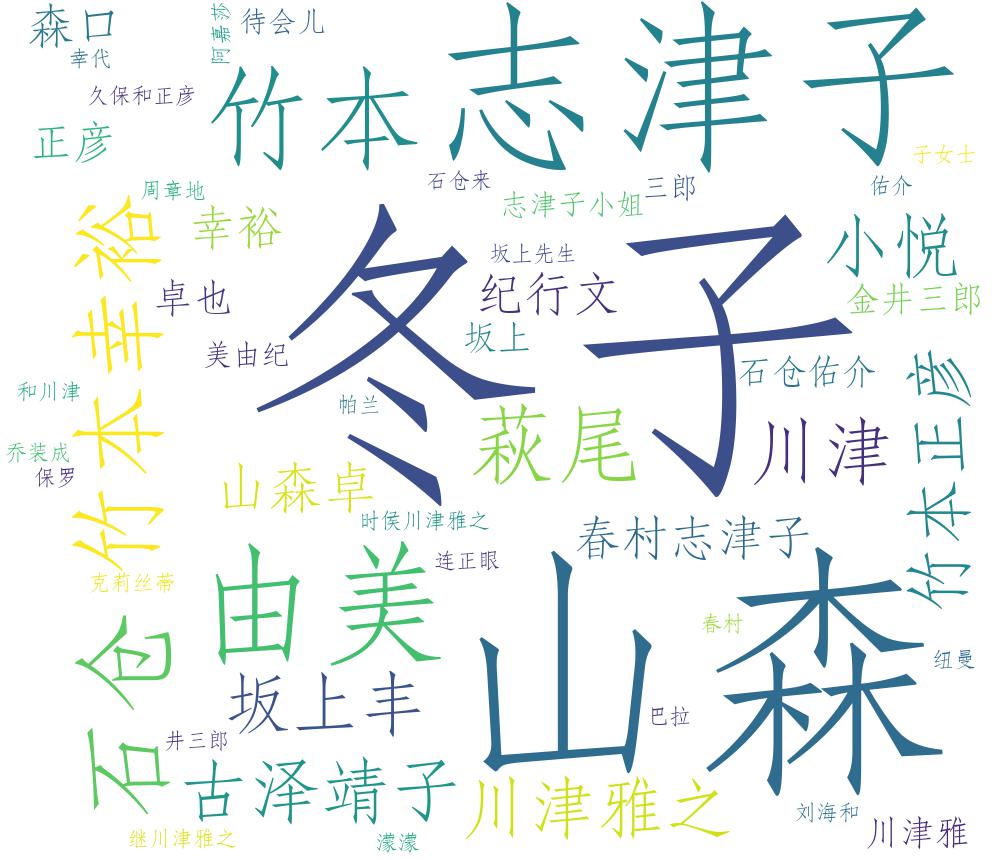 森口
阿嘉莎
待会儿
幸代
久保和正彦
竹本
志津子
正彦
子女士
周章地
石仓来
三郎
佑介
志津子小姐
竹本幸裕
幸裕
冬子
小悦
坂上先生
纪行文
卓也
金井三郎
坂上
美由纪
石仓佑介
竹本正彦
和川津
帕兰
萩尾
川津
乔装成
保罗
山森卓
时侯川津雅之
春村志津子
连正眼
克莉丝蒂
由美
山森
石仓
春村
纽曼
坂上丰
巴拉
井三郎
古泽靖子
川津雅之
刘海和
川津雅
继川津雅之
濛濛